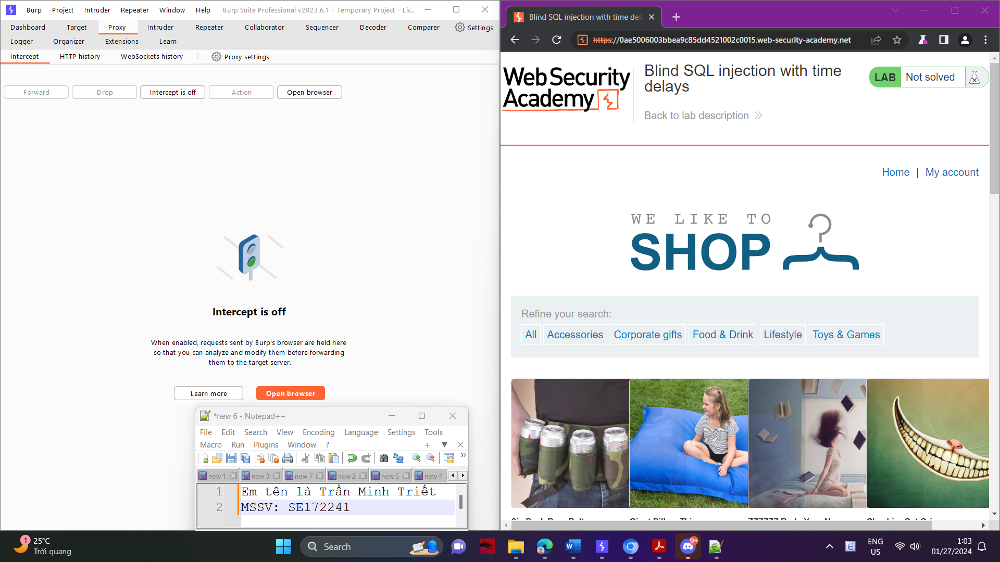 Burp Project Intruder Repeater Window Help Burp Suite Professional v2023.6.1 - Temporary Project - Lic..
Dashboard Target Proxy Intruder Repeater Collaborator Sequencer Decoder Comparer Settings
Logger Organizer Extensions Learn
Intercept HTTP history WebSockets history Proxy settings
Forward Drop Intercept is off Action Open browser
Intercept is off
When enabled, requests sent by Burp's browser are held here
so that you can analyze and modify them before forwarding
them to the target server.
Learn more Open browser
*new 6 - Notepad++
File Edit Search View Encoding Language Settings Tools
Macro Run Plugins Window ?
new 1 new 3 new 7 new 2 new 5 new 4
1 Em tên là Trần Minh Triết
2 MSSV: SE172241
Blind SQL injection with time del
https://0ae5006003bbea9c85dd4521002c0015.web-security-academy.net
Web Security
Academy
Blind SQL injection with time
delays
Back to lab description
LAB Not solved
Home | My account
WE LIKE TO
SHOP
Refine your search:
All Accessories Corporate gifts Food & Drink Lifestyle Toys & Games
1
25°C
Trời quang
Search
9+
ENG
US
1:03
01/27/2024